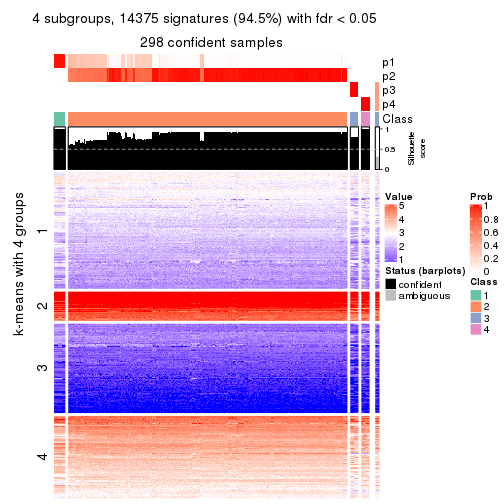 4 subgroups, 14375 signatures (94.5%) with fdr < 0.05
298 confident samples
p1
p2
p3
p4
Class
1
0.5
0
Silhouette
score
k-means with 4 groups
1
2
3
4
Value
5
4
3
2
1
Status (barplots)
confident
ambiguous
Prob
1
0.8
0.6
0.4
0.2
0
Class
1
2
3
4